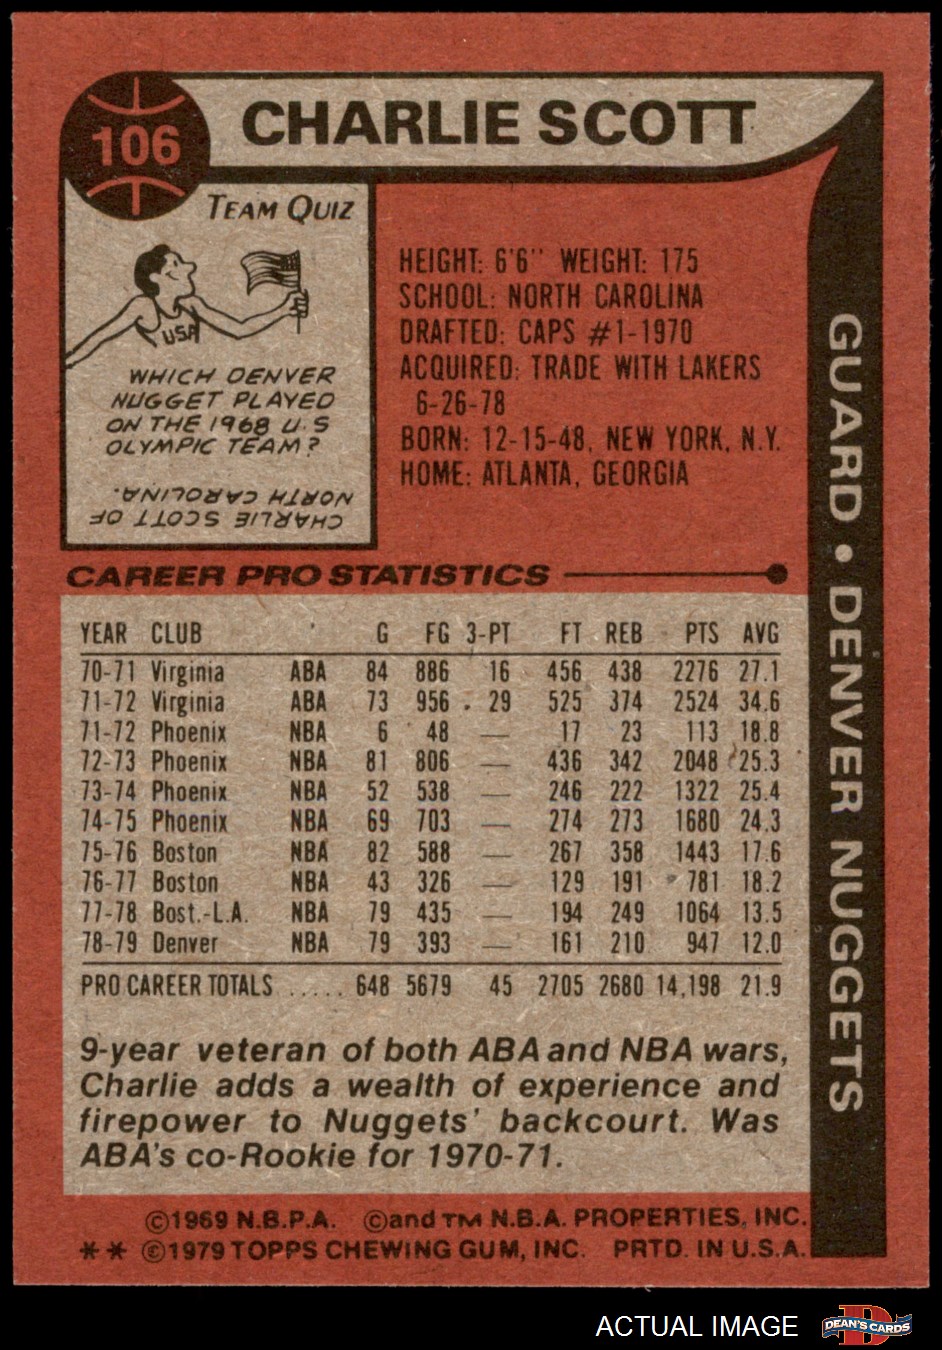 106
CHARLIE SCOTT
TEAM QUIZ
USA
WHICH DENVER
NUGGET PLAYED
ON THE 1968 U.S
OLYMPIC TEAM?
CHARLIE SCOTT OF
NORTH CAROLINA.
HEIGHT: 6'6" WEIGHT: 175
SCHOOL: NORTH CAROLINA
DRAFTED: CAPS #1-1970
ACQUIRED: TRADE WITH LAKERS
6-26-78
BORN: 12-15-48, NEW YORK, N.Y.
HOME: ATLANTA, GEORGIA
GUARD • DENVER NUGGETS
CAREER PRO STATISTICS
YEAR CLUB G FG 3-PT FT REB PTS AVG
70-71 Virginia ABA 84 886 16 456 438 2276 27.1
71-72 Virginia ABA 73 956 29 525 374 2524 34.6
71-72 Phoenix NBA 6 48 — 17 23 113 18.8
72-73 Phoenix NBA 81 806 — 436 342 2048 25.3
73-74 Phoenix NBA 52 538 — 246 222 1322 25.4
74-75 Phoenix NBA 69 703 — 274 273 1680 24.3
75-76 Boston NBA 82 588 — 267 358 1443 17.6
76-77 Boston NBA 43 326 — 129 191 781 18.2
77-78 Bost.-L.A. NBA 79 435 — 194 249 1064 13.5
78-79 Denver NBA 79 393 — 161 210 947 12.0
PRO CAREER TOTALS ..... 648 5679 45 2705 2680 14,198 21.9
9-year veteran of both ABA and NBA wars,
Charlie adds a wealth of experience and
firepower to Nuggets' backcourt. Was
ABA's co-Rookie for 1970-71.
©1969 N.B.P.A. ©and TM N.B.A. PROPERTIES, INC.
** ©1979 TOPPS CHEWING GUM, INC. PRTD. IN U.S.A.
ACTUAL IMAGE
D
DEAN'S CARDS